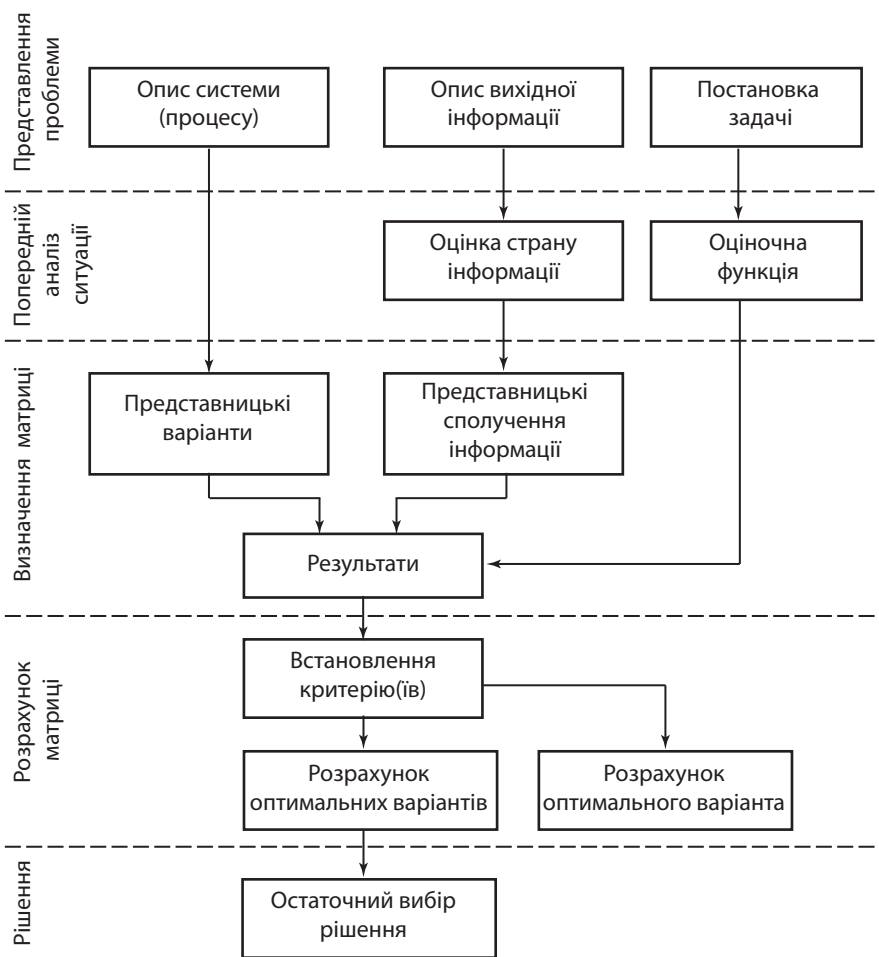 Представлення
проблеми
Опис системи
(процесу)
Опис вихідної
інформації
Постановка
задачі
Попередній
аналіз
ситуації
Оцінка страну
інформації
Оціночна
функція
Визначення матриці
Представницькі
варіанти
Представницькі
сполучення
інформації
Результати
Розрахунок
матриці
Встановлення
критерію(їв)
Розрахунок
оптимальних варіантів
Розрахунок
оптимального варіанта
Рішення
Остаточний вибір
рішення